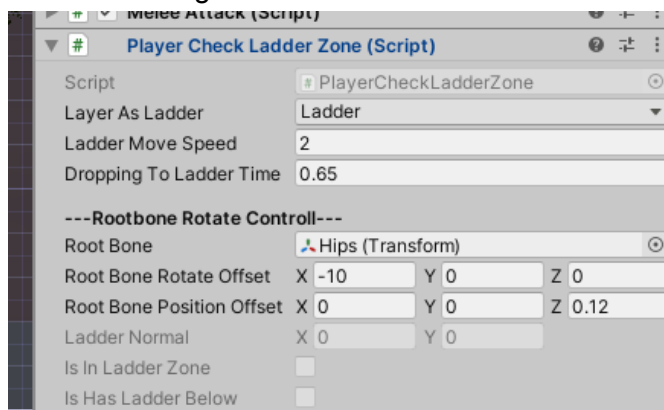 # Melee Attack (Script)
# Player Check Ladder Zone (Script)
Script # PlayerCheckLadderZone
Layer As Ladder Ladder
Ladder Move Speed 2
Dropping To Ladder Time 0.65
---Rootbone Rotate Controll---
Root Bone Hips (Transform)
Root Bone Rotate Offset X -10 Y 0 Z 0
Root Bone Position Offset X 0 Y 0 Z 0.12
Ladder Normal X 0 Y 0
Is In Ladder Zone
Is Has Ladder Below